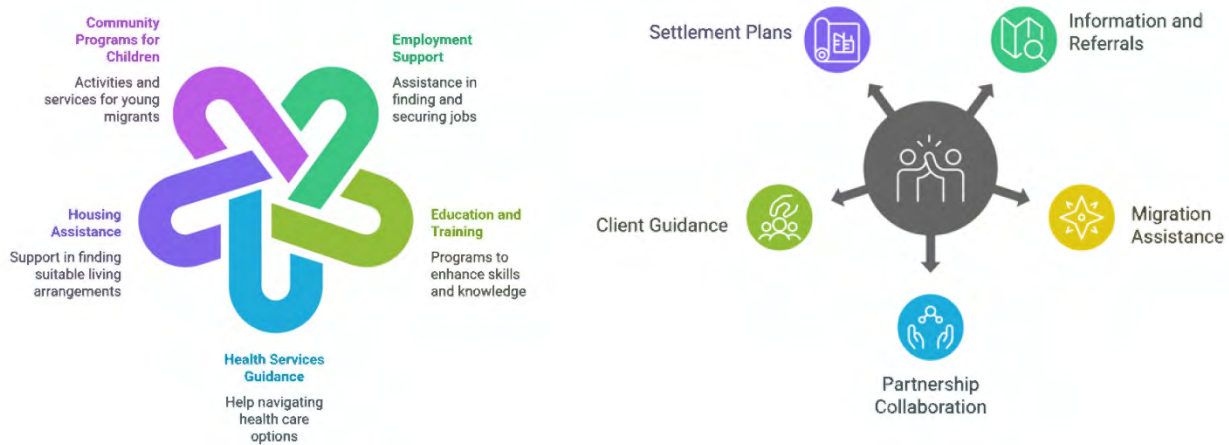 Community
Programs for
Children
Activities and
services for young
migrants
Employment
Support
Assistance in
finding and
securing jobs
Housing
Assistance
Support in finding
suitable living
arrangements
Education and
Training
Programs to
enhance skills
and knowledge
Health Services
Guidance
Help navigating
health care
options
Settlement Plans
Information and
Referrals
Client Guidance
Migration
Assistance
Partnership
Collaboration